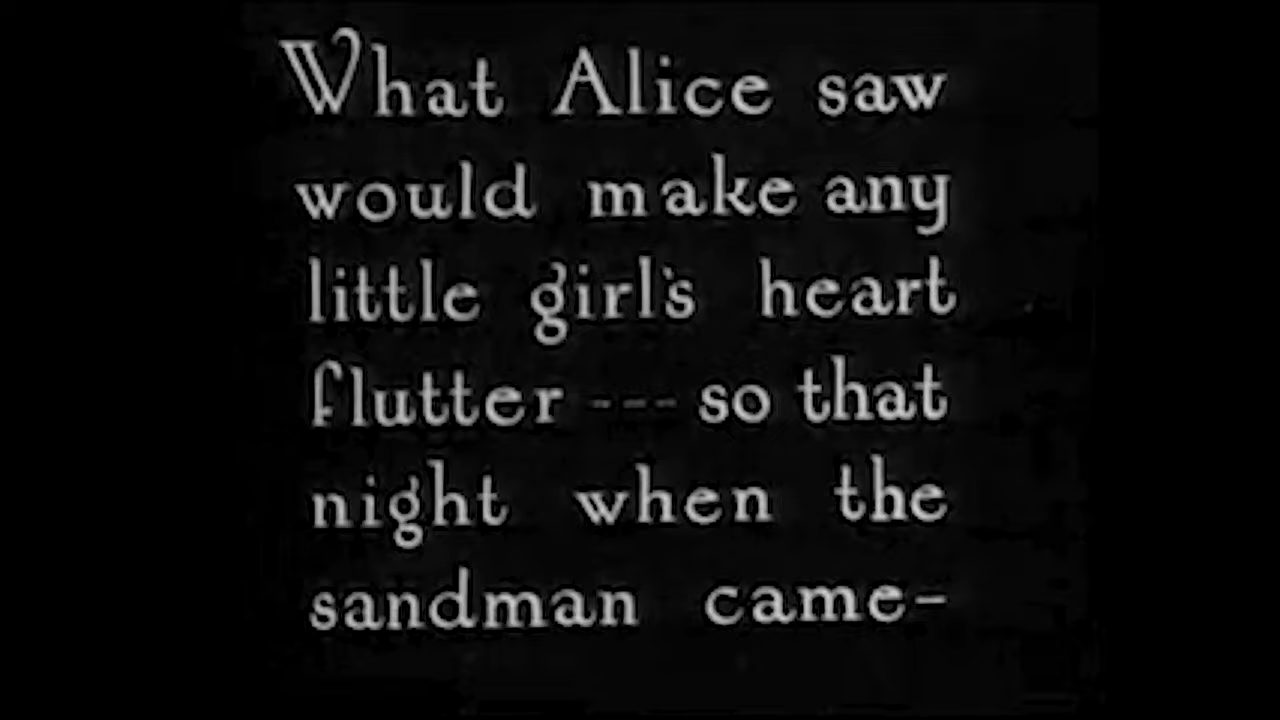 What Alice saw
would make any
little girl's heart
flutter --- so that
night when the
sandman came-